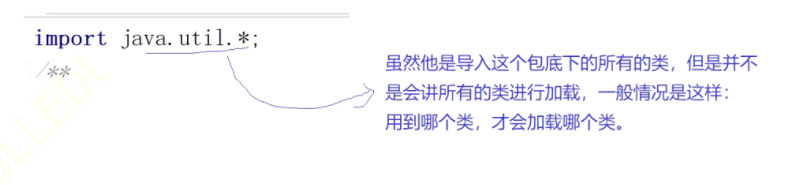 import java.util.*;
/**
虽然他是导入这个包底下的所有的类，但是并不
是会讲所有的类进行加载，一般情况是这样：
用到哪个类，才会加载哪个类。